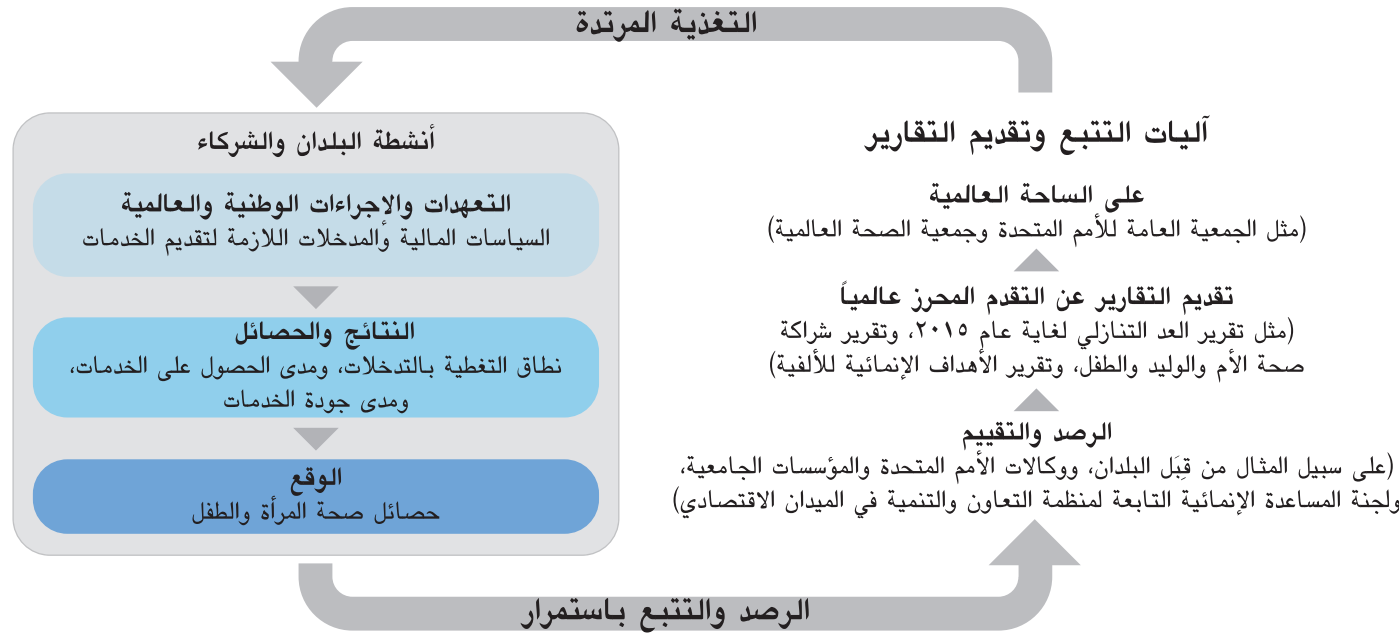 التغذية المرتدة
آليات التتبع وتقديم التقارير
على الساحة العالمية
(مثل الجمعية العامة للأمم المتحدة وجمعية الصحة العالمية)
تقديم التقارير عن التقدم المحرز عالمياً
(مثل تقرير العد التنازلي لغاية عام ٢٠١٥، وتقرير شراكة
صحة الأم والوليد والطفل، وتقرير الأهداف الإنمائية للألفية)
الرصد والتقييم
(على سبيل المثال من قِبَل البلدان، ووكالات الأمم المتحدة والمؤسسات الجامعية،
ولجنة المساعدة الإنمائية التابعة لمنظمة التعاون والتنمية في الميدان الاقتصادي)
أنشطة البلدان والشركاء
التعهدات والإجراءات الوطنية والعالمية
السياسات المالية والمدخلات اللازمة لتقديم الخدمات
النتائج والحصائل
نطاق التغطية بالتدخلات، ومدى الحصول على الخدمات،
ومدى جودة الخدمات
الوقع
حصائل صحة المرأة والطفل
الرصد والتتبع باستمرار